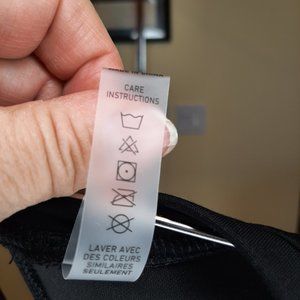 CARE
INSTRUCTIONS
LAVER AVEC
DES COULEURS
SIMILAIRES
SEULEMENT